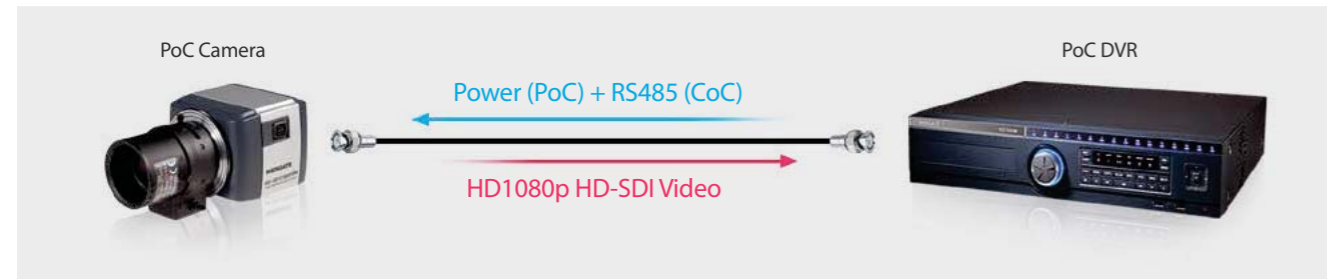 PoC Camera
PoC DVR
Power (PoC) + RS485 (CoC)
HD1080p HD-SDI Video